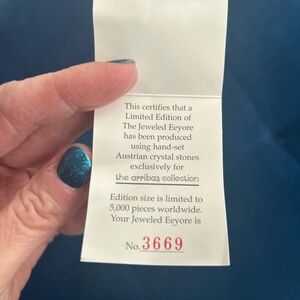 This certifies that a
Limited Edition of
The Jeweled Eeyore
has been produced
using hand-set
Austrian crystal stones
exclusively for
the arribas collection
Edition size is limited to
5,000 pieces worldwide.
Your Jeweled Eeyore is
No. 3669